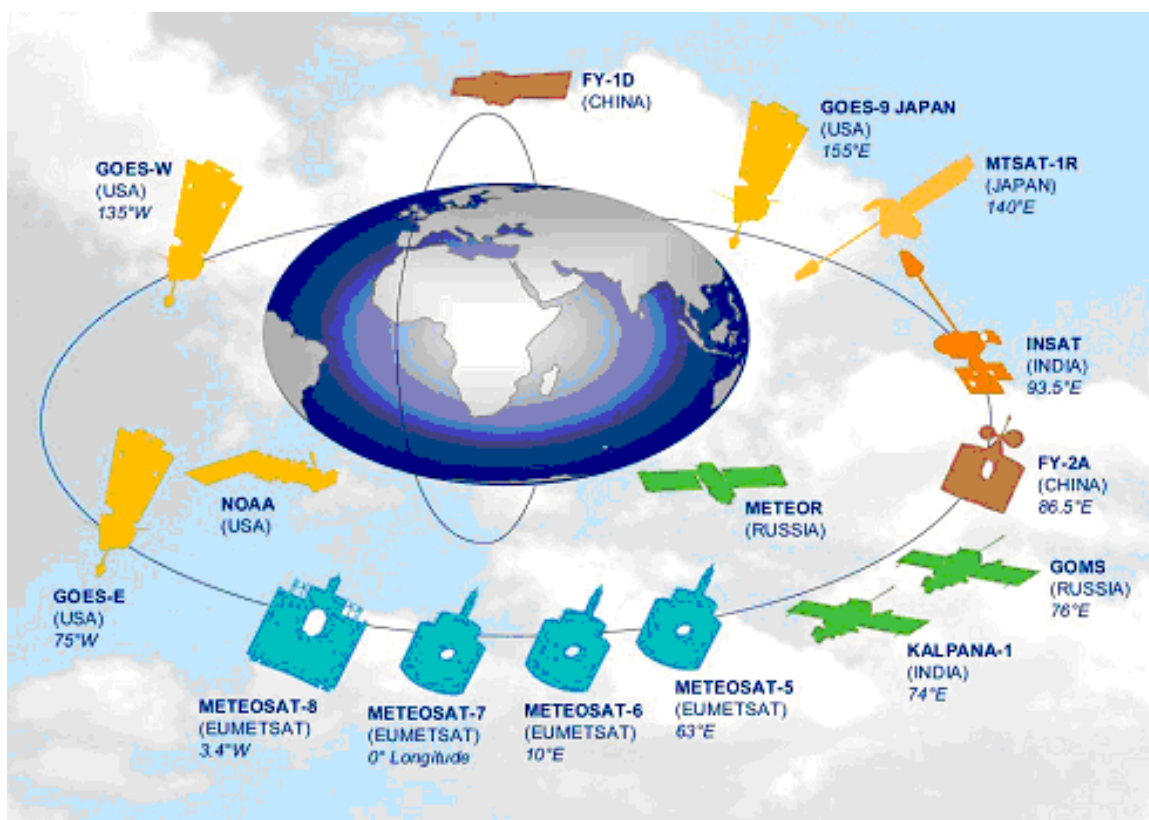 FY-1D
(CHINA)
GOES-9 JAPAN
(USA)
155°E
GOES-W
(USA)
135°W
MTSAT-1R
(JAPAN)
140°E
INSAT
(INDIA)
93.5°E
FY-2A
(CHINA)
86.5°E
NOAA
(USA)
METEOR
(RUSSIA)
GOMS
(RUSSIA)
76°E
GOES-E
(USA)
75°W
KALPANA-1
(INDIA)
74°E
METEOSAT-8
(EUMETSAT)
3.4°W
METEOSAT-7
(EUMETSAT)
0° Longitude
METEOSAT-6
(EUMETSAT)
10°E
METEOSAT-5
(EUMETSAT)
63°E